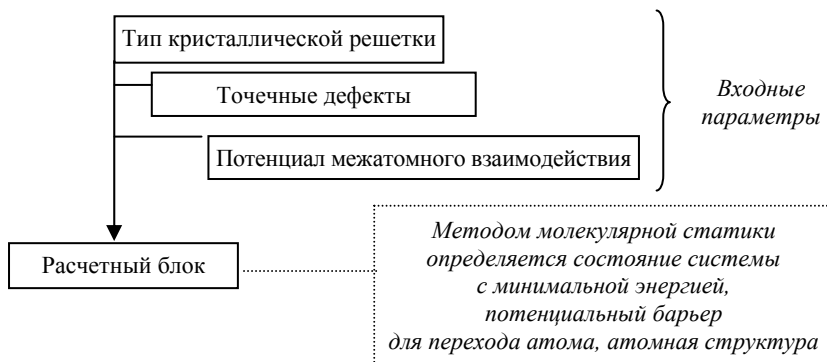 Тип кристаллической решетки
Точечные дефекты
Входные
параметры
Потенциал межатомного взаимодействия
Расчетный блок
Методом молекулярной статики
определяется состояние системы
с минимальной энергией,
потенциальный барьер
для перехода атома, атомная структура